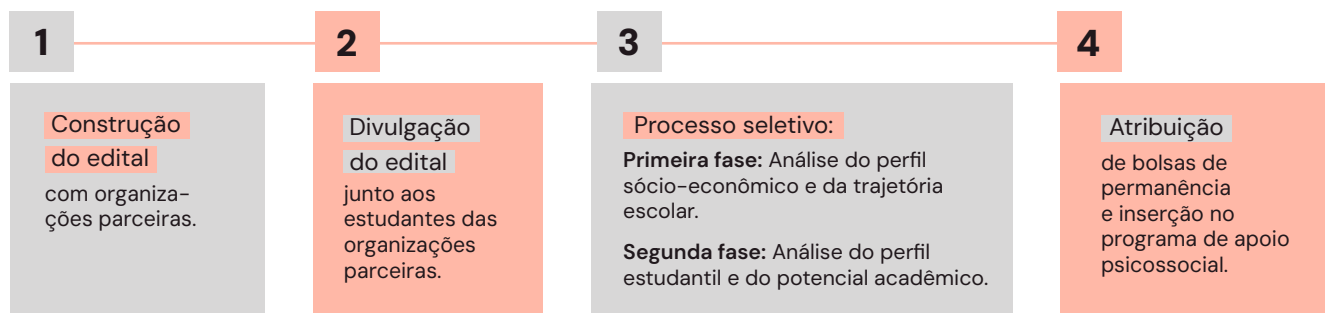 1
Construção
do edital
com organiza-
ções parceiras.
2
Divulgação
do edital
junto aos
estudantes das
organizações
parceiras.
3
Processo seletivo:
Primeira fase: Análise do perfil
sócio-econômico e da trajetória
escolar.
Segunda fase: Análise do perfil
estudantil e do potencial acadêmico.
4
Atribuição
de bolsas de
permanência
e inserção no
programa de apoio
psicossocial.